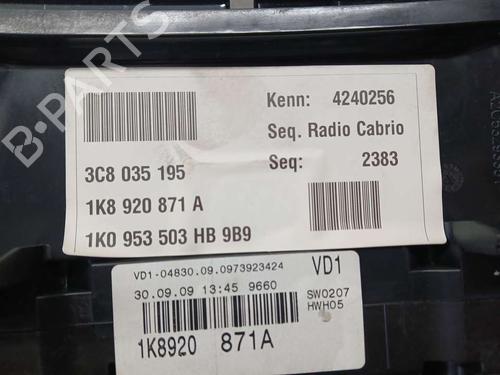 Kenn: 4240256
Seq. Radio Cabrio
Seq: 2383
3C8 035 195
1K8 920 871 A
1K0 953 503 HB 9B9
VD1-04830.09.0973923424
VD1
30.09.09 13:45 9660
SW0207
HWH05
1K8920 871A